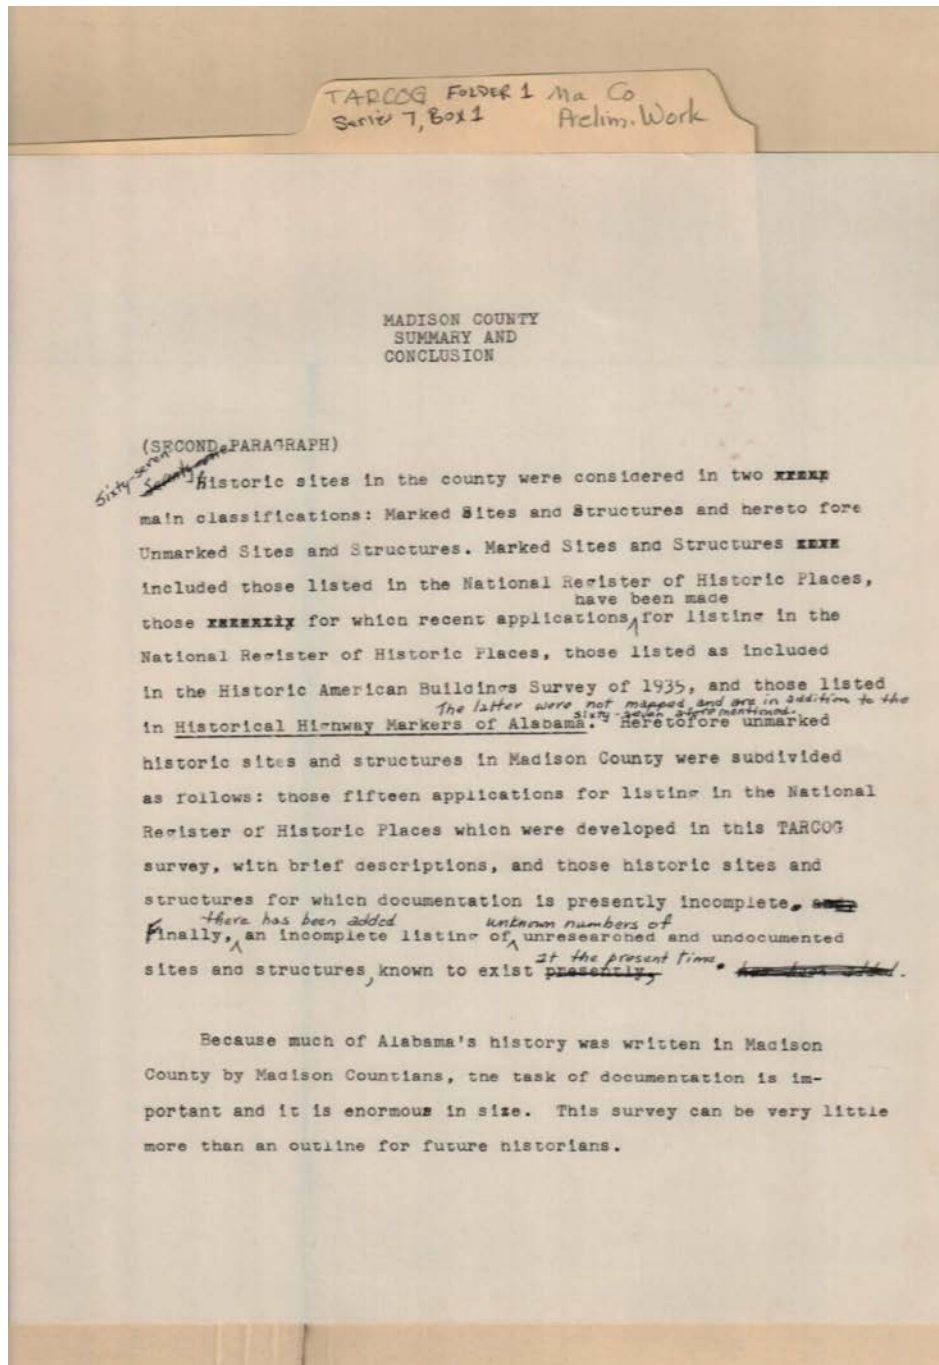 TARCOG FOLDER 1 Ma Co
Series 7, Box 1 Prelim. Work
MADISON COUNTY
SUMMARY AND
CONCLUSION
(SECOND PARAGRAPH)
Sixty-seven
Seventy-one historic sites in the county were considered in two xxxxx
main classifications: Marked Sites and Structures and hereto fore
Unmarked Sites and Structures. Marked Sites and Structures xxxx
included those listed in the National Register of Historic Places,
have been made
those for which recent applications for listing in the
National Register of Historic Places, those listed as included
in the Historic American Buildings Survey of 1935, and those listed
The latter were not mapped and are in addition to the
sixty-seven aforementioned.
in Historical Highway Markers of Alabama. Heretofore unmarked
historic sites and structures in Madison County were subdivided
as follows: those fifteen applications for listing in the National
Register of Historic Places which were developed in this TARCOG
survey, with brief descriptions, and those historic sites and
structures for which documentation is presently incomplete. and
there has been added unknown numbers of
Finally, an incomplete listing of unresearched and undocumented
at the present time.
sites and structures, known to exist presently, has been added.
Because much of Alabama's history was written in Madison
County by Madison Countians, the task of documentation is im-
portant and it is enormous in size. This survey can be very little
more than an outline for future historians.